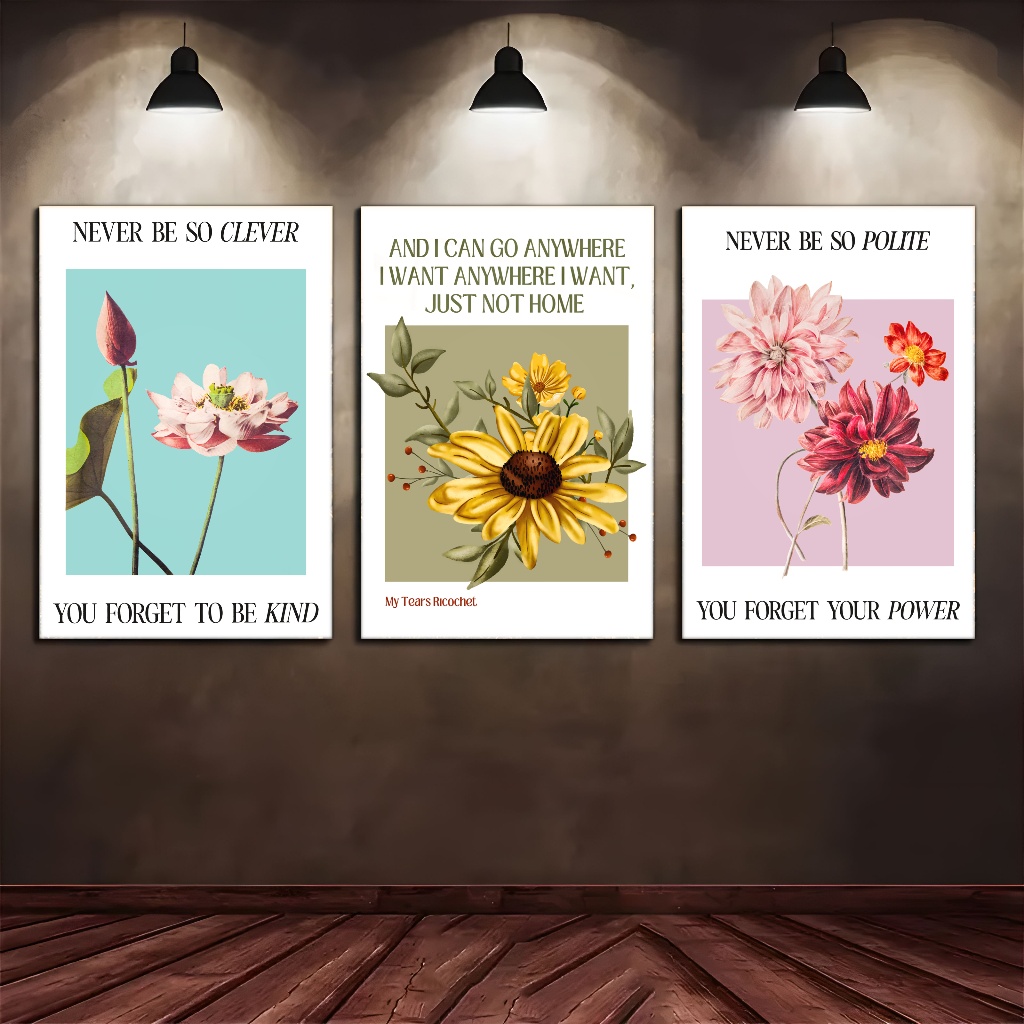 NEVER BE SO CLEVER
YOU FORGET TO BE KIND
AND I CAN GO ANYWHERE
I WANT ANYWHERE I WANT,
JUST NOT HOME
My Tears Ricochet
NEVER BE SO POLITE
YOU FORGET YOUR POWER